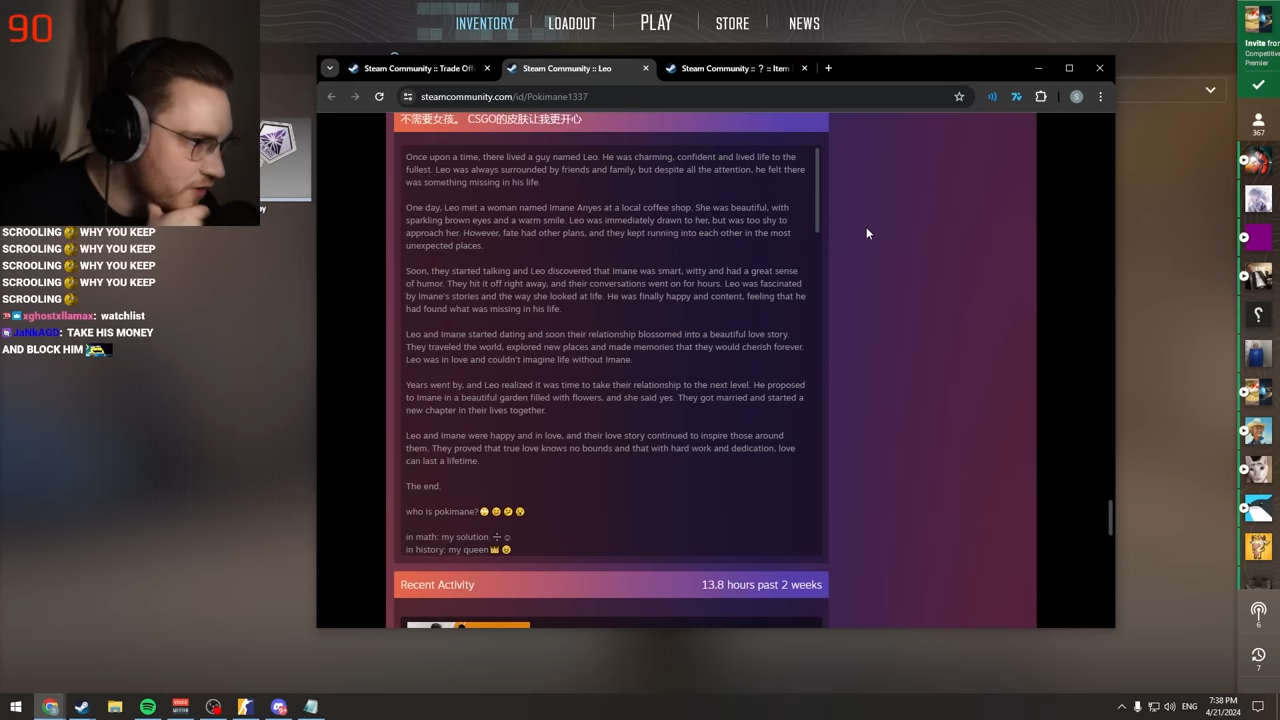 90
INVENTORY
LOADOUT
PLAY
STORE
NEWS
Invite from
Competitive
Premier
367
Steam Community :: Trade Off
Steam Community :: Leo
Steam Community :: ? :: Item
steamcommunity.com/id/Pokimane1337
S
不需要女孩。 CSGO的皮肤让我更开心
Once upon a time, there lived a guy named Leo. He was charming, confident and lived life to the
fullest. Leo was always surrounded by friends and family, but despite all the attention, he felt there
was something missing in his life.
One day, Leo met a woman named Imane Anyes at a local coffee shop. She was beautiful, with
sparkling brown eyes and a warm smile. Leo was immediately drawn to her, but was too shy to
approach her. However, fate had other plans, and they kept running into each other in the most
unexpected places.
Soon, they started talking and Leo discovered that Imane was smart, witty and had a great sense
of humor. They hit it off right away, and their conversations went on for hours. Leo was fascinated
by Imane's stories and the way she looked at life. He was finally happy and content, feeling that he
had found what was missing in his life.
Leo and Imane started dating and soon their relationship blossomed into a beautiful love story.
They traveled the world, explored new places and made memories that they would cherish forever.
Leo was in love and couldn't imagine life without Imane.
Years went by, and Leo realized it was time to take their relationship to the next level. He proposed
to Imane in a beautiful garden filled with flowers, and she said yes. They got married and started a
new chapter in their lives together.
Leo and Imane were happy and in love, and their love story continued to inspire those around
them. They proved that true love knows no bounds and that with hard work and dedication, love
can last a lifetime.
The end.
who is pokimane?
in math: my solution ÷☺
in history: my queen
Recent Activity
13.8 hours past 2 weeks
SCROOLING WHY YOU KEEP
SCROOLING WHY YOU KEEP
SCROOLING WHY YOU KEEP
SCROOLING WHY YOU KEEP
SCROOLING
xghostxllamax: watchlist
JaNkAGD: TAKE HIS MONEY
AND BLOCK HIM
6
7
ENG
7:38 PM
4/21/2024